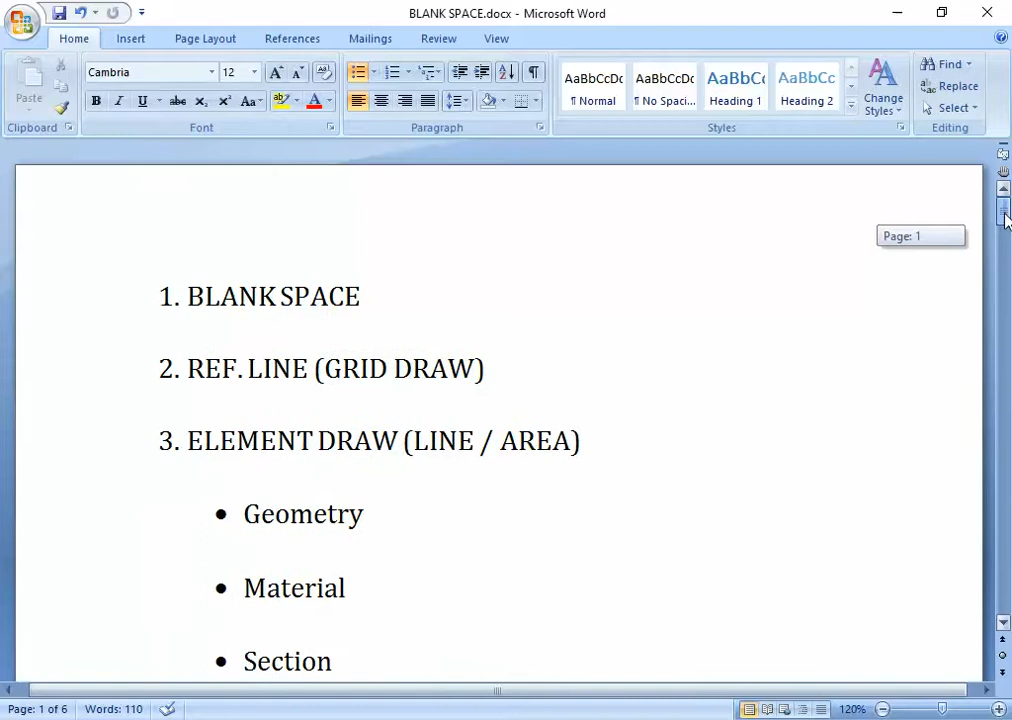 BLANK SPACE.docx - Microsoft Word
Home Insert Page Layout References Mailings Review View
Paste
Cambria 12
AaBbCcDc AaBbCcDc AaBbCc AaBbCc
¶ Normal ¶ No Spaci... Heading 1 Heading 2
Change Styles
Find
Replace
Select
Clipboard Font Paragraph Styles Editing
Page: 1
1. BLANK SPACE
2. REF. LINE (GRID DRAW)
3. ELEMENT DRAW (LINE / AREA)
• Geometry
• Material
• Section
Page: 1 of 6 Words: 110 120%